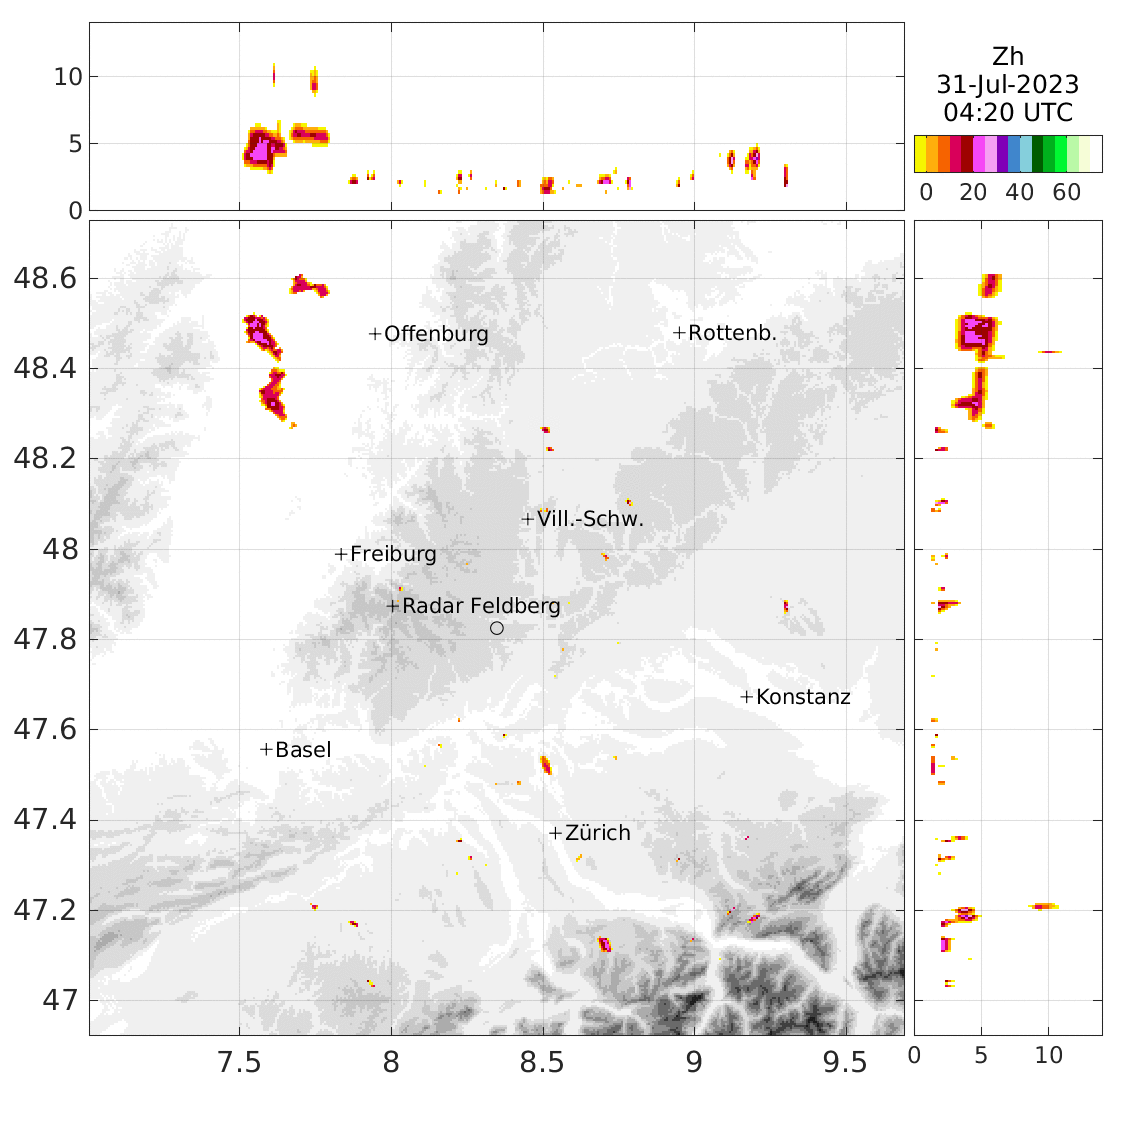 10
5
0
Zh
31-Jul-2023
04:20 UTC
0 20 40 60
48.6
48.4
48.2
48
47.8
47.6
47.4
47.2
47
Offenburg
Rottenb.
Vill.-Schw.
Freiburg
Radar Feldberg
Konstanz
Basel
Zürich
7.5 8 8.5 9 9.5
0 5 10